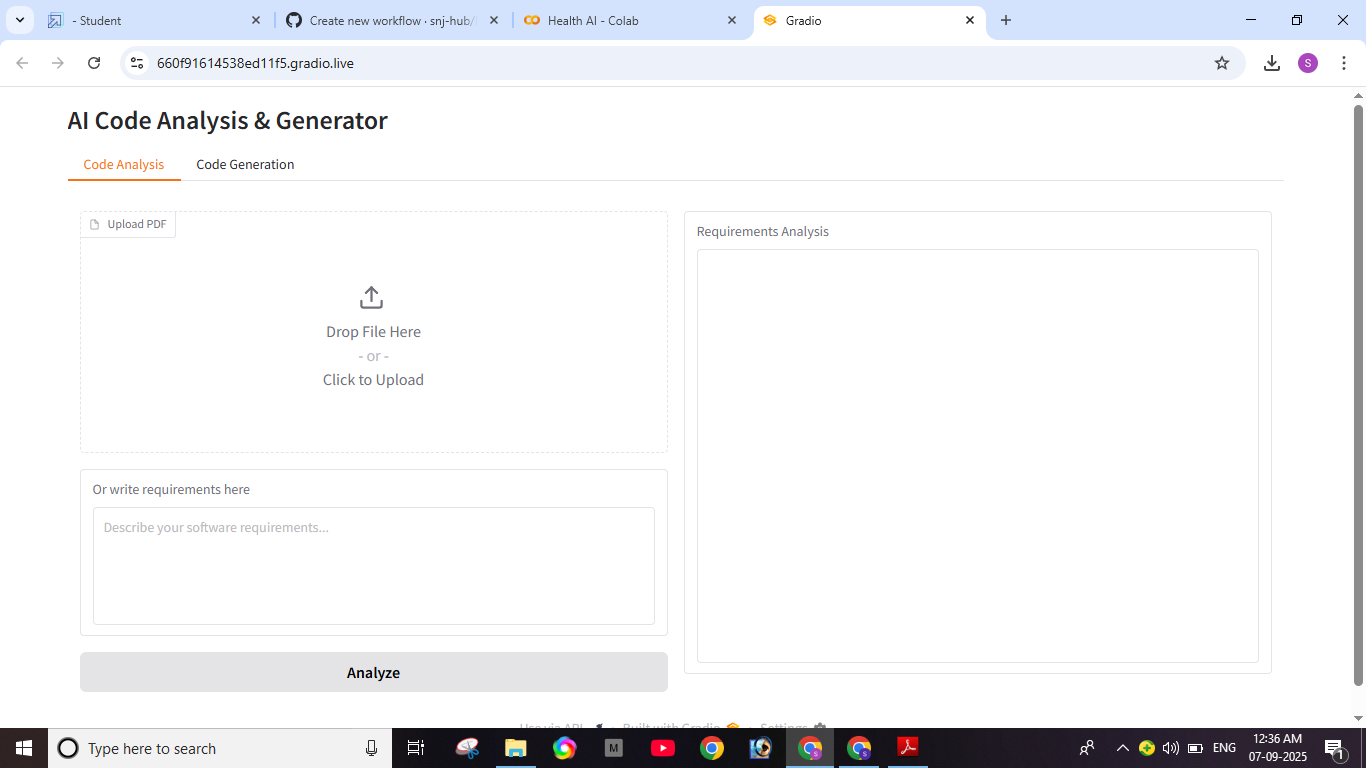 - Student
Create new workflow · snj-hub/
Health AI - Colab
Gradio
660f91614538ed11f5.gradio.live
S
AI Code Analysis & Generator
Code Analysis
Code Generation
Upload PDF
Drop File Here
- or -
Click to Upload
Requirements Analysis
Or write requirements here
Describe your software requirements...
Analyze
Use via API
Built with Gradio
Settings
Type here to search
M
ENG
12:36 AM
07-09-2025
1